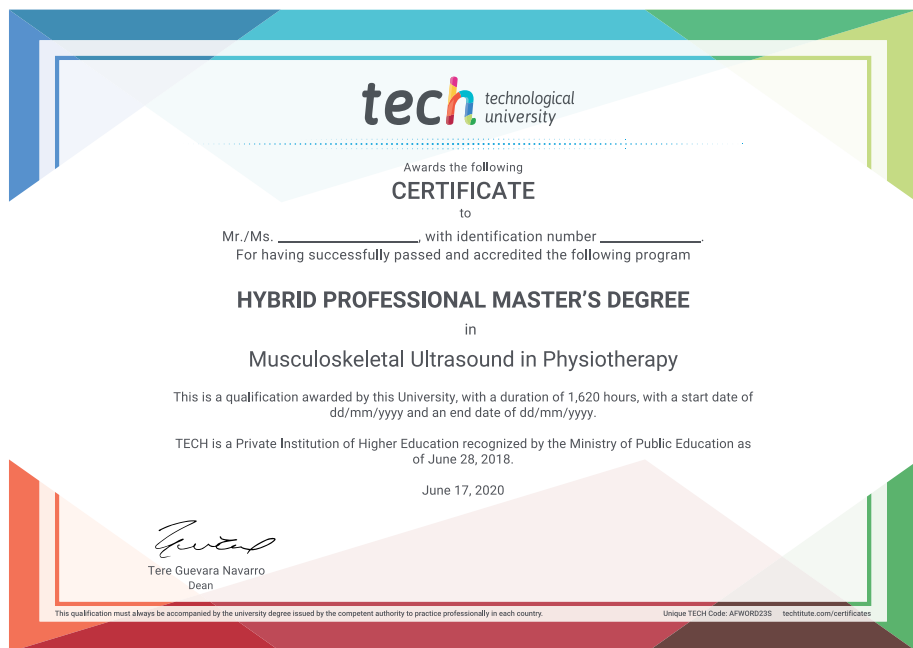 tech technological
university
Awards the following
CERTIFICATE
to
Mr./Ms. ____________________, with identification number ______________.
For having successfully passed and accredited the following program
HYBRID PROFESSIONAL MASTER'S DEGREE
in
Musculoskeletal Ultrasound in Physiotherapy
This is a qualification awarded by this University, with a duration of 1,620 hours, with a start date of
dd/mm/yyyy and an end date of dd/mm/yyyy.
TECH is a Private Institution of Higher Education recognized by the Ministry of Public Education as
of June 28, 2018.
June 17, 2020
Tere Guevara Navarro
Dean
This qualification must always be accompanied by the university degree issued by the competent authority to practice professionally in each country. Unique TECH Code: AFWORD23S techtitute.com/certificates